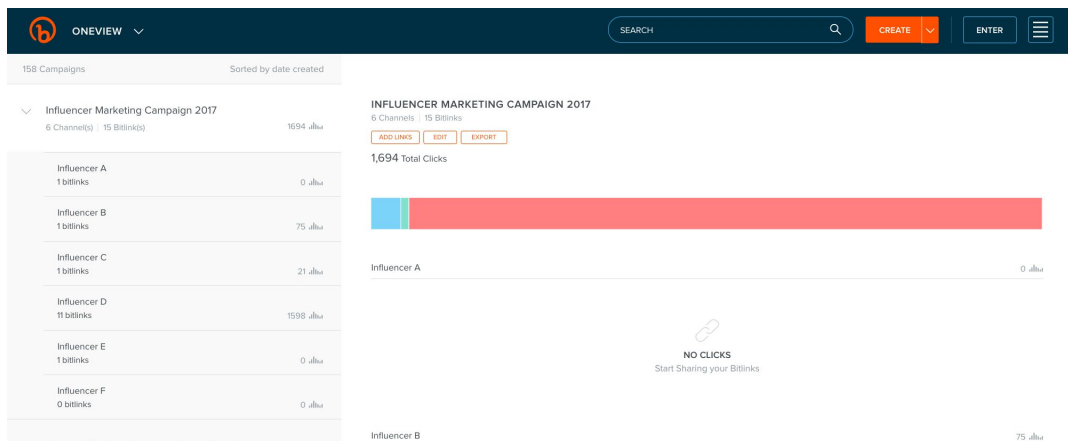 ONEVIEW
SEARCH
CREATE
ENTER
158 Campaigns
Sorted by date created
Influencer Marketing Campaign 2017
6 Channel(s) | 15 Bitlink(s)
1694
Influencer A
1 bitlinks
0
Influencer B
1 bitlinks
75
Influencer C
1 bitlinks
21
Influencer D
11 bitlinks
1598
Influencer E
1 bitlinks
0
Influencer F
0 bitlinks
0
INFLUENCER MARKETING CAMPAIGN 2017
6 Channels | 15 Bitlinks
ADD LINKS EDIT EXPORT
1,694 Total Clicks
Influencer A 0
NO CLICKS
Start Sharing your Bitlinks
Influencer B 75